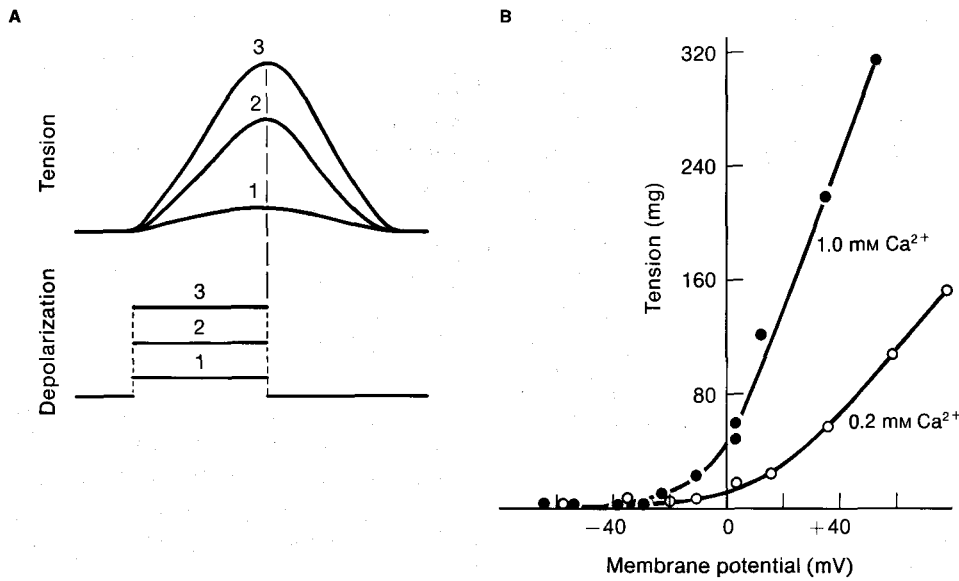 A
3
2
1
Tension
3
2
1
Depolarization
B
320
240
160
80
Tension (mg)
1.0 mM Ca²⁺
0.2 mM Ca²⁺
−40
0
+40
Membrane potential (mV)